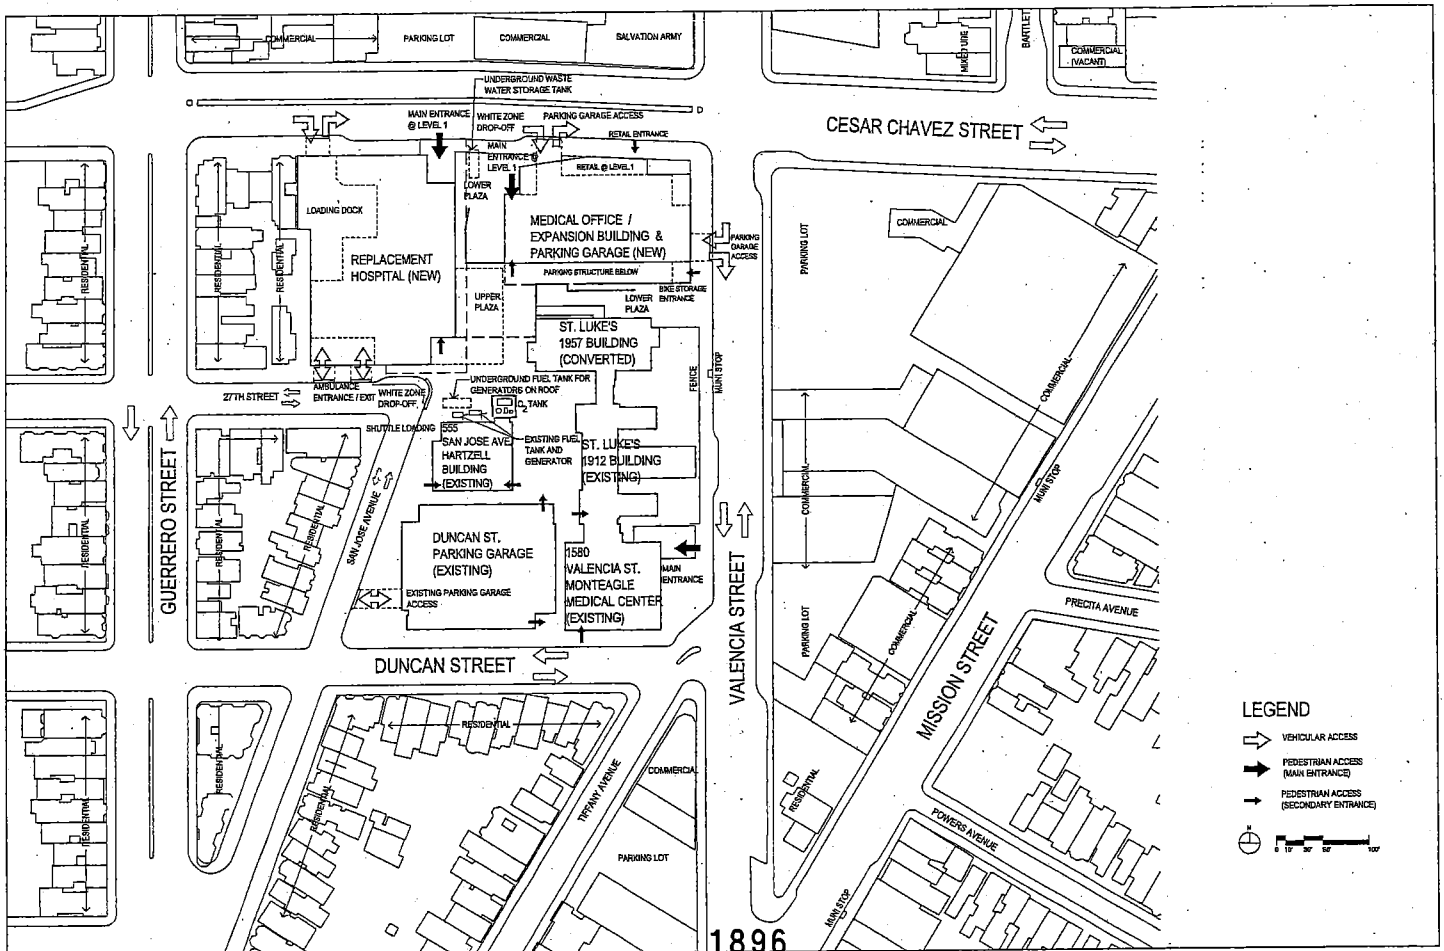 COMMERCIAL
PARKING LOT
COMMERCIAL
SALVATION ARMY
MIXED USE
BARTLET
COMMERCIAL
(VACANT)
UNDERGROUND WASTE
WATER STORAGE TANK
MAIN ENTRANCE
@ LEVEL 1
WHITE ZONE
DROP-OFF
PARKING GARAGE ACCESS
RETAIL ENTRANCE
CESAR CHAVEZ STREET
MAIN
ENTRANCE @
LEVEL 1
RETAIL @ LEVEL 1
LOWER
PLAZA
LOADING DOCK
MEDICAL OFFICE /
EXPANSION BUILDING &
PARKING GARAGE (NEW)
PARKING
GARAGE
ACCESS
COMMERCIAL
PARKING LOT
RESIDENTIAL
RESIDENTIAL
RESIDENTIAL
REPLACEMENT
HOSPITAL (NEW)
PARKING STRUCTURE BELOW
BIKE STORAGE
ENTRANCE
UPPER
PLAZA
LOWER
PLAZA
ST. LUKE'S
1957 BUILDING
(CONVERTED)
FENCE
MUNI STOP
COMMERCIAL
27TH STREET
AMBULANCE
ENTRANCE / EXIT
WHITE ZONE
DROP-OFF
UNDERGROUND FUEL TANK FOR
GENERATORS ON ROOF
O2 TANK
SHUTTLE LOADING
555
SAN JOSE AVE
HARTZELL
BUILDING
(EXISTING)
EXISTING FUEL
TANK AND
GENERATOR
ST. LUKE'S
1912 BUILDING
(EXISTING)
COMMERCIAL
MUNI STOP
GUERRERO STREET
RESIDENTIAL
RESIDENTIAL
RESIDENTIAL
SAN JOSE AVENUE
DUNCAN ST.
PARKING GARAGE
(EXISTING)
1580
VALENCIA ST.
MONTEAGLE
MEDICAL CENTER
(EXISTING)
MAIN
ENTRANCE
EXISTING PARKING GARAGE
ACCESS
VALENCIA STREET
PARKING LOT
COMMERCIAL
PRECITA AVENUE
MISSION STREET
DUNCAN STREET
RESIDENTIAL
RESIDENTIAL
RESIDENTIAL
RESIDENTIAL
TIFFANY AVENUE
COMMERCIAL
PARKING LOT
RESIDENTIAL
POWERS AVENUE
MUNI STOP
LEGEND
VEHICULAR ACCESS
PEDESTRIAN ACCESS
(MAIN ENTRANCE)
PEDESTRIAN ACCESS
(SECONDARY ENTRANCE)
N
0 10' 30' 50' 100'
1896